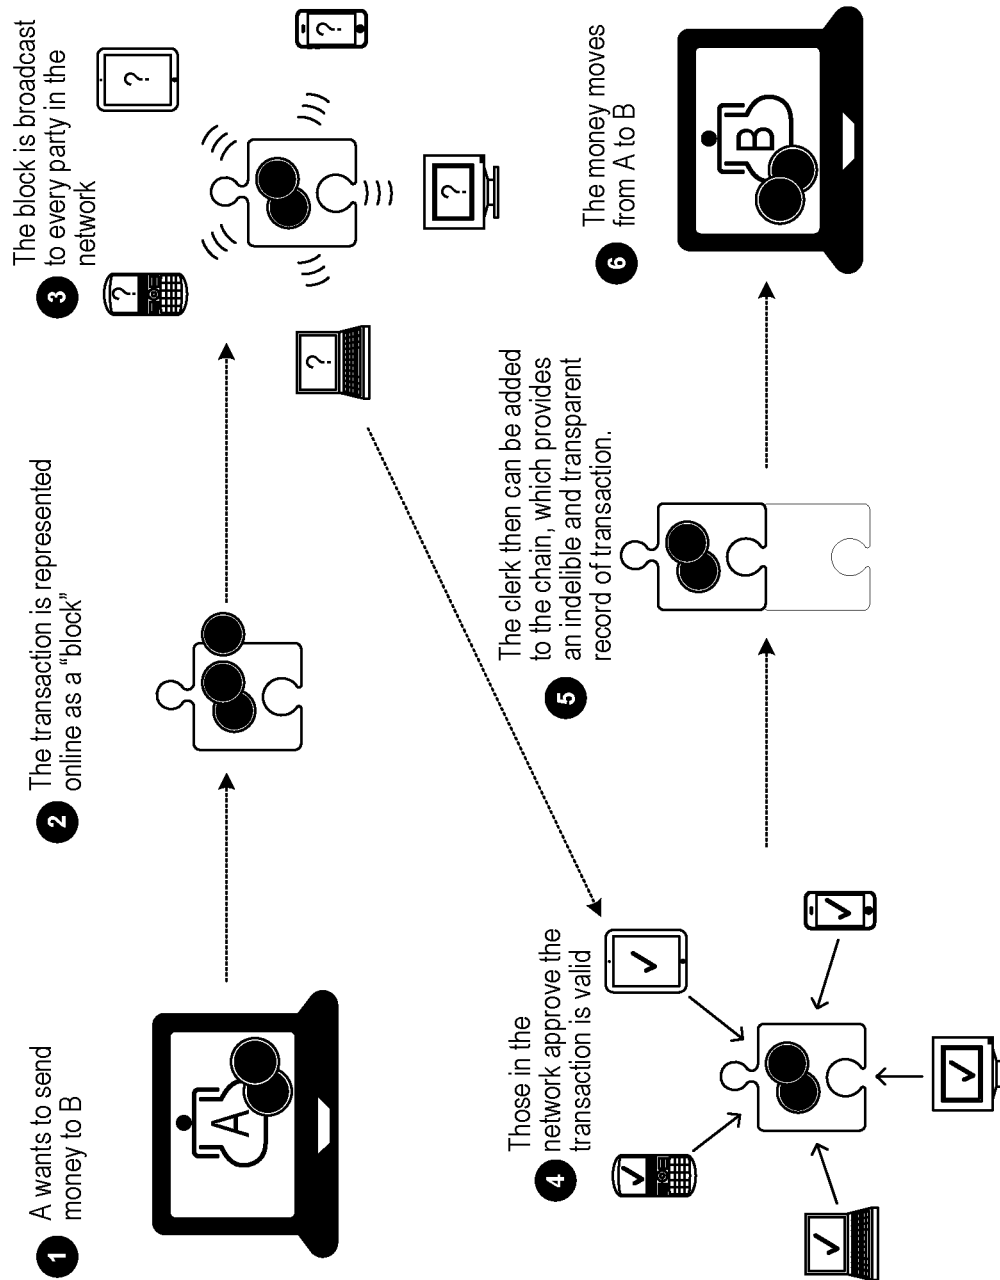 1
A wants to send
money to B
A
2
The transaction is represented
online as a “block”
3
The block is broadcast
to every party in the
network
?
?
?
?
?
4
Those in the
network approve the
transaction is valid
5
The clerk then can be added
to the chain, which provides
an indelible and transparent
record of transaction.
6
The money moves
from A to B
B